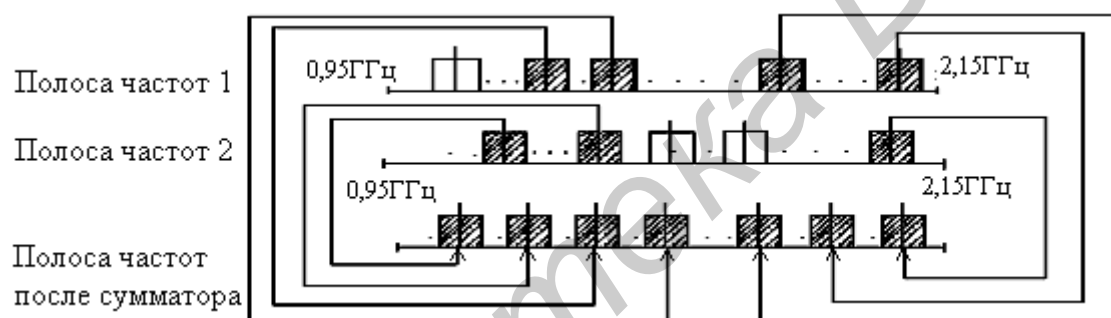 0,95ГГц
2,15ГГц
Полоса частот 1
Полоса частот 2
0,95ГГц
2,15ГГц
Полоса частот
после сумматора